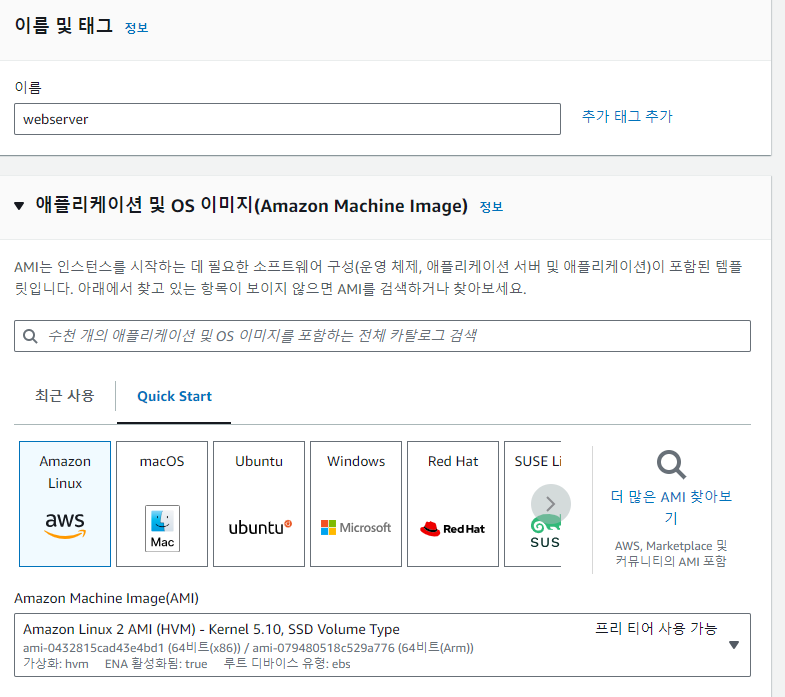 이름 및 태그 정보
이름
webserver
추가 태그 추가
▼ 애플리케이션 및 OS 이미지(Amazon Machine Image) 정보
AMI는 인스턴스를 시작하는 데 필요한 소프트웨어 구성(운영 체제, 애플리케이션 서버 및 애플리케이션)이 포함된 템플
릿입니다. 아래에서 찾고 있는 항목이 보이지 않으면 AMI를 검색하거나 찾아보세요.
수천 개의 애플리케이션 및 OS 이미지를 포함하는 전체 카탈로그 검색
최근 사용
Quick Start
Amazon
Linux
aws
macOS
Mac
Ubuntu
ubuntu
Windows
Microsoft
Red Hat
Red Hat
SUSE Li
SUS
더 많은 AMI 찾아보
기
AWS, Marketplace 및
커뮤니티의 AMI 포함
Amazon Machine Image(AMI)
Amazon Linux 2 AMI (HVM) - Kernel 5.10, SSD Volume Type
프리 티어 사용 가능
ami-0432815cad43e4bd1 (64비트(x86)) / ami-079480518c529a776 (64비트(Arm))
가상화: hvm ENA 활성화됨: true 루트 디바이스 유형: ebs